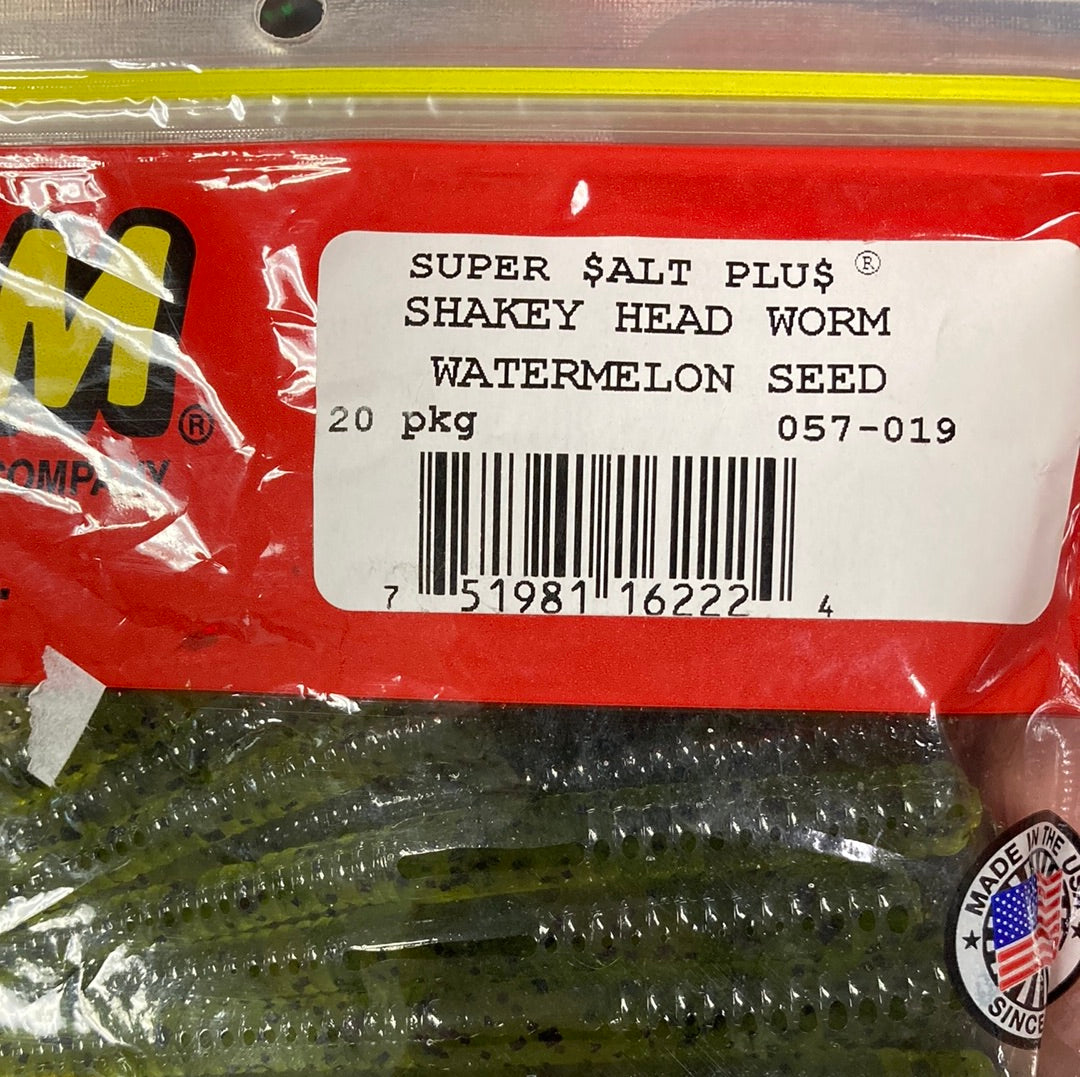 SUPER $ALT PLU$ ®
SHAKEY HEAD WORM
WATERMELON SEED
20 pkg 057-019
7 51981 16222 4
M®
COMPANY
MADE IN THE USA
SINCE